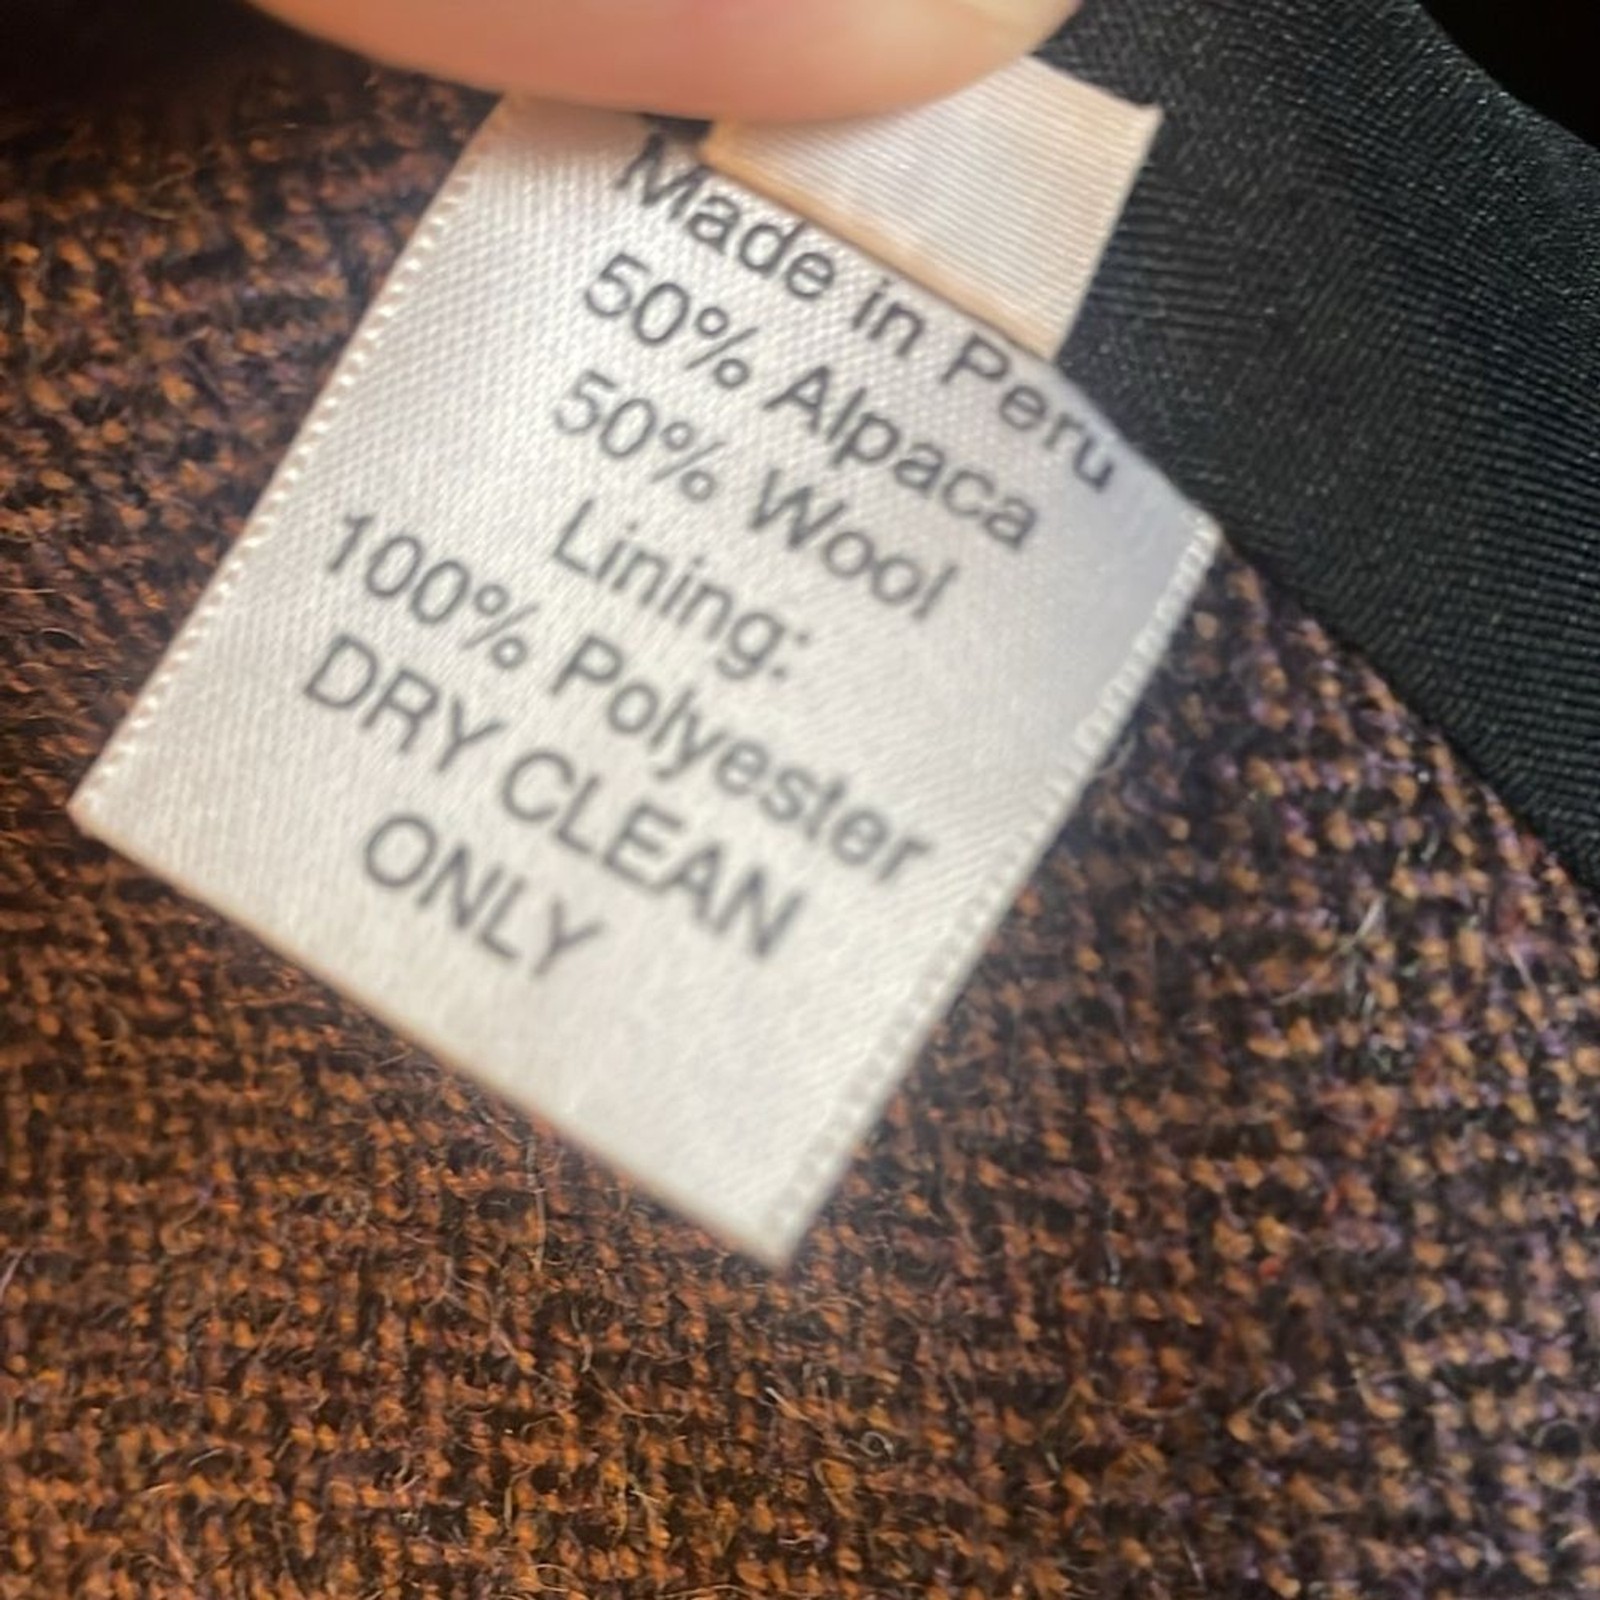 Made in Peru
50% Alpaca
50% Wool
Lining:
100% Polyester
DRY CLEAN
ONLY